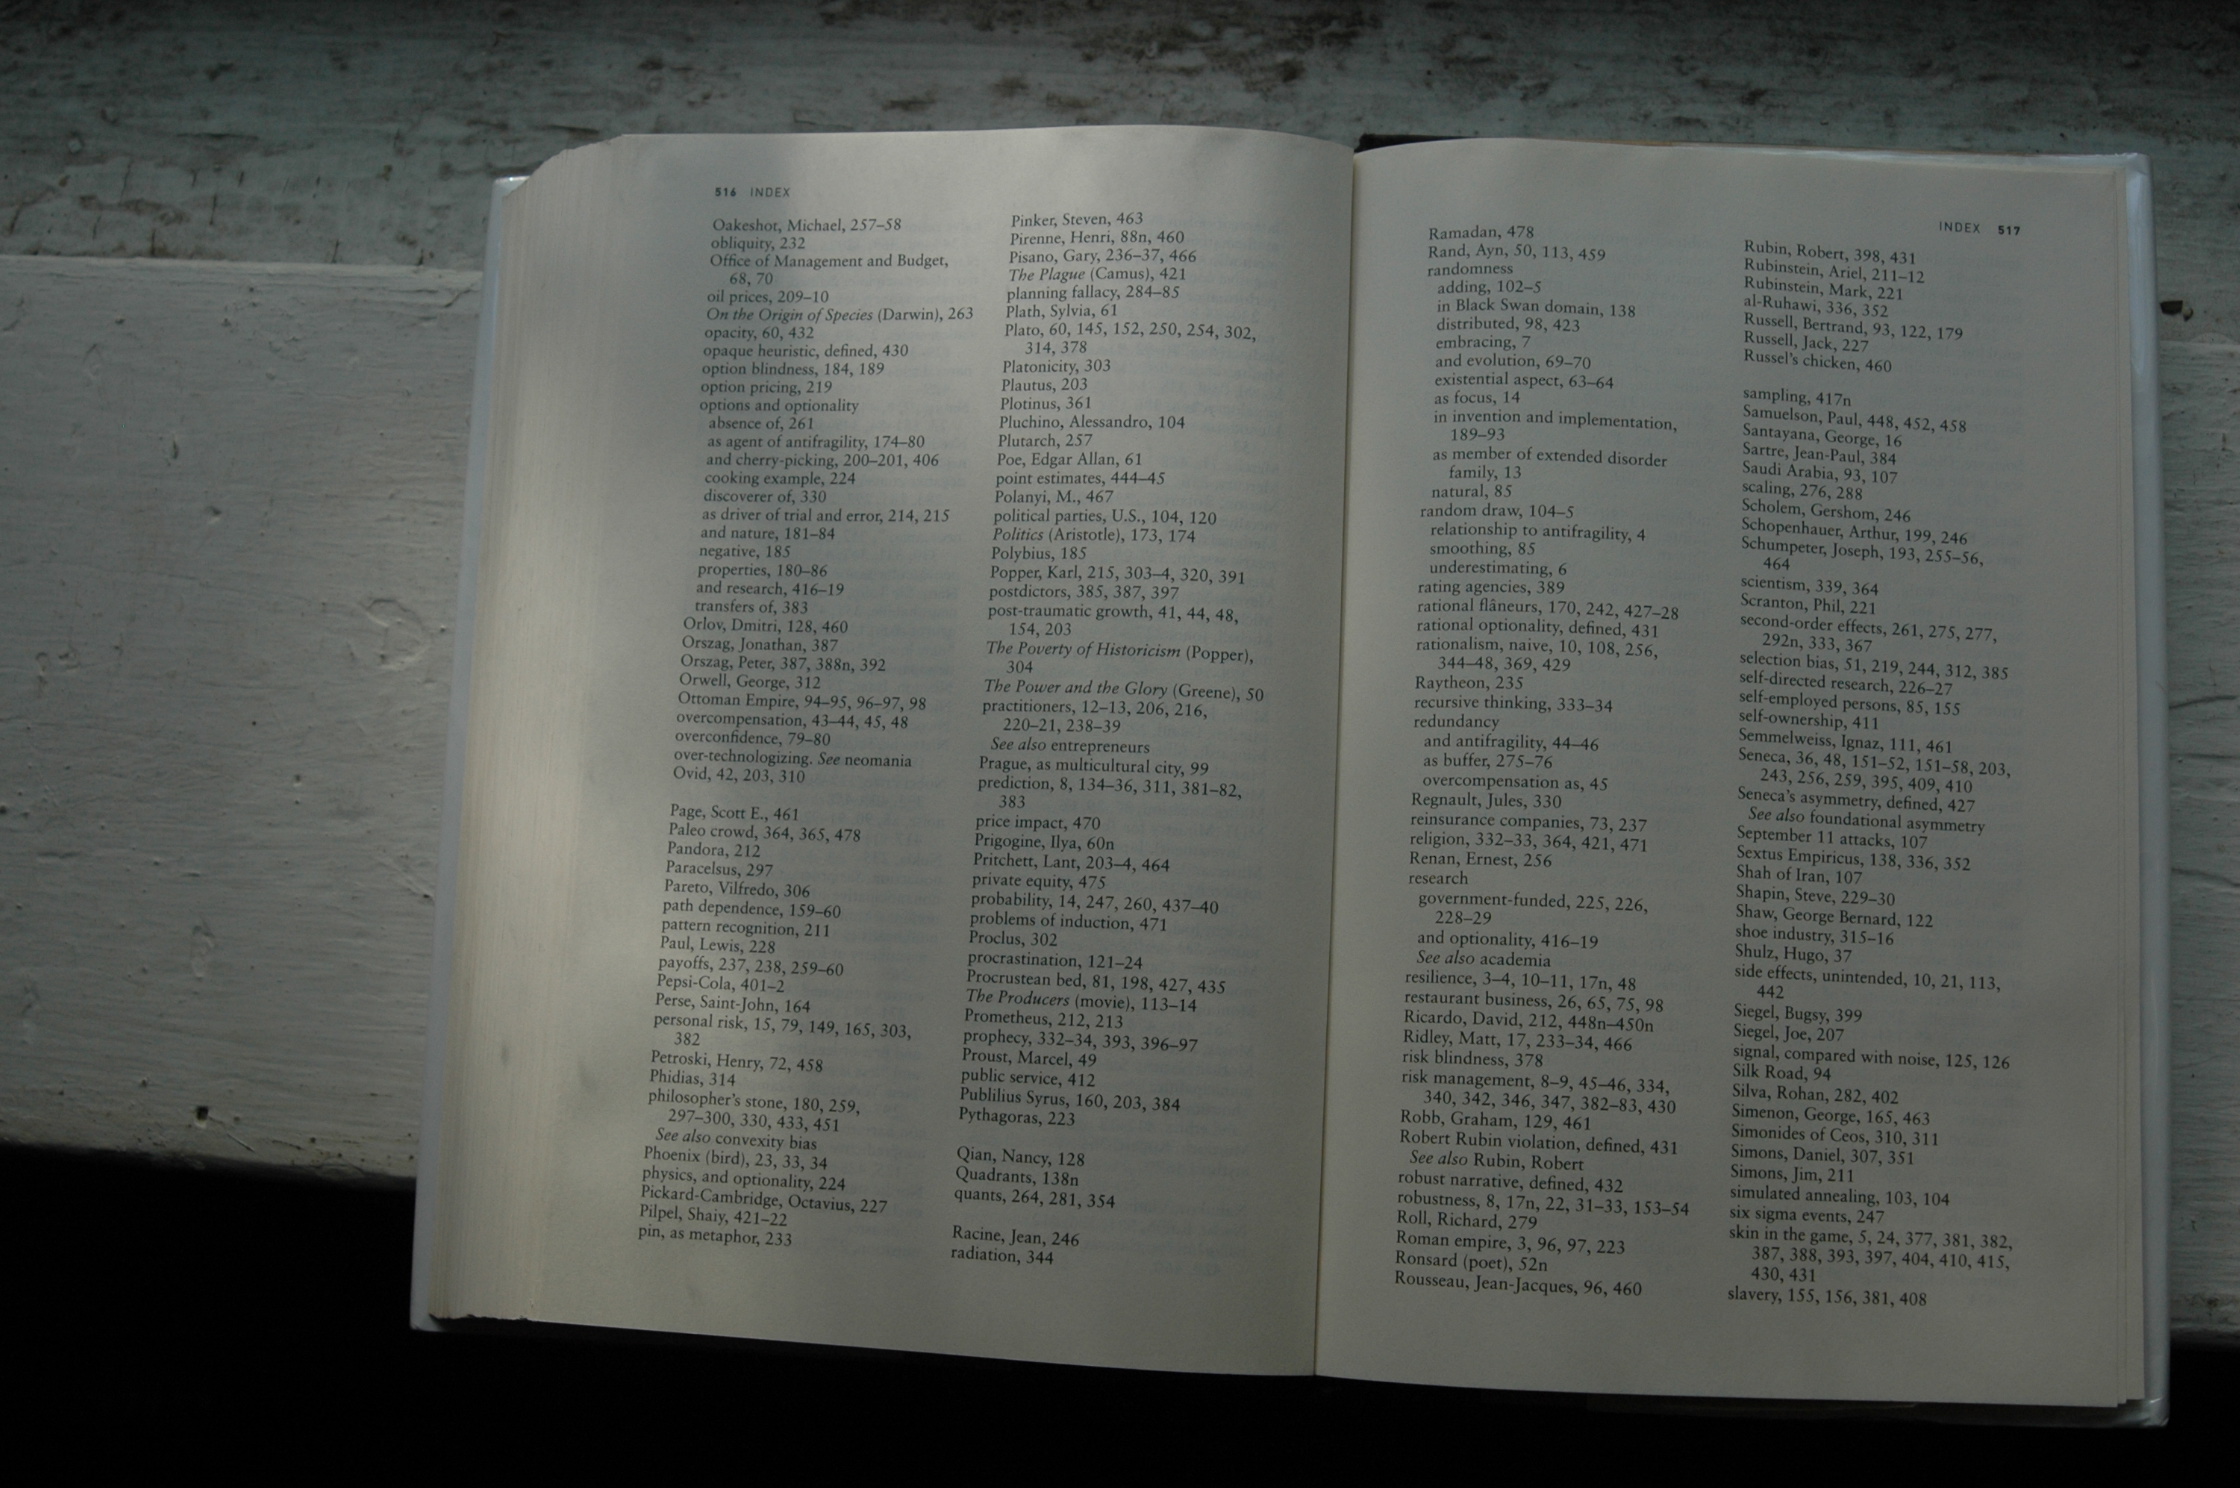 516 INDEX
Oakeshot, Michael, 257–58
obliquity, 232
Office of Management and Budget,
68, 70
oil prices, 209–10
On the Origin of Species (Darwin), 263
opacity, 60, 432
opaque heuristic, defined, 430
option blindness, 184, 189
option pricing, 219
options and optionality
absence of, 261
as agent of antifragility, 174–80
and cherry-picking, 200–201, 406
cooking example, 224
discoverer of, 330
as driver of trial and error, 214, 215
and nature, 181–84
negative, 185
properties, 180–86
and research, 416–19
transfers of, 383
Orlov, Dmitri, 128, 460
Orszag, Jonathan, 387
Orszag, Peter, 387, 388n, 392
Orwell, George, 312
Ottoman Empire, 94–95, 96–97, 98
overcompensation, 43–44, 45, 48
overconfidence, 79–80
over-technologizing. See neomania
Ovid, 42, 203, 310
Page, Scott E., 461
Paleo crowd, 364, 365, 478
Pandora, 212
Paracelsus, 297
Pareto, Vilfredo, 306
path dependence, 159–60
pattern recognition, 211
Paul, Lewis, 228
payoffs, 237, 238, 259–60
Pepsi-Cola, 401–2
Perse, Saint-John, 164
personal risk, 15, 79, 149, 165, 303,
382
Petroski, Henry, 72, 458
Phidias, 314
philosopher's stone, 180, 259,
297–300, 330, 433, 451
See also convexity bias
Phoenix (bird), 23, 33, 34
physics, and optionality, 224
Pickard-Cambridge, Octavius, 227
Pilpel, Shaiy, 421–22
pin, as metaphor, 233
Pinker, Steven, 463
Pirenne, Henri, 88n, 460
Pisano, Gary, 236–37, 466
The Plague (Camus), 421
planning fallacy, 284–85
Plath, Sylvia, 61
Plato, 60, 145, 152, 250, 254, 302,
314, 378
Platonicity, 303
Plautus, 203
Plotinus, 361
Pluchino, Alessandro, 104
Plutarch, 257
Poe, Edgar Allan, 61
point estimates, 444–45
Polanyi, M., 467
political parties, U.S., 104, 120
Politics (Aristotle), 173, 174
Polybius, 185
Popper, Karl, 215, 303–4, 320, 391
postdictors, 385, 387, 397
post-traumatic growth, 41, 44, 48,
154, 203
The Poverty of Historicism (Popper),
304
The Power and the Glory (Greene), 50
practitioners, 12–13, 206, 216,
220–21, 238–39
See also entrepreneurs
Prague, as multicultural city, 99
prediction, 8, 134–36, 311, 381–82,
383
price impact, 470
Prigogine, Ilya, 60n
Pritchett, Lant, 203–4, 464
private equity, 475
probability, 14, 247, 260, 437–40
problems of induction, 471
Proclus, 302
procrastination, 121–24
Procrustean bed, 81, 198, 427, 435
The Producers (movie), 113–14
Prometheus, 212, 213
prophecy, 332–34, 393, 396–97
Proust, Marcel, 49
public service, 412
Publilius Syrus, 160, 203, 384
Pythagoras, 223
Qian, Nancy, 128
Quadrants, 138n
quants, 264, 281, 354
Racine, Jean, 246
radiation, 344
INDEX 517
Ramadan, 478
Rand, Ayn, 50, 113, 459
randomness
adding, 102–5
in Black Swan domain, 138
distributed, 98, 423
embracing, 7
and evolution, 69–70
existential aspect, 63–64
as focus, 14
in invention and implementation,
189–93
as member of extended disorder
family, 13
natural, 85
random draw, 104–5
relationship to antifragility, 4
smoothing, 85
underestimating, 6
rating agencies, 389
rational flâneurs, 170, 242, 427–28
rational optionality, defined, 431
rationalism, naive, 10, 108, 256,
344–48, 369, 429
Raytheon, 235
recursive thinking, 333–34
redundancy
and antifragility, 44–46
as buffer, 275–76
overcompensation as, 45
Regnault, Jules, 330
reinsurance companies, 73, 237
religion, 332–33, 364, 421, 471
Renan, Ernest, 256
research
government-funded, 225, 226,
228–29
and optionality, 416–19
See also academia
resilience, 3–4, 10–11, 17n, 48
restaurant business, 26, 65, 75, 98
Ricardo, David, 212, 448n–450n
Ridley, Matt, 17, 233–34, 466
risk blindness, 378
risk management, 8–9, 45–46, 334,
340, 342, 346, 347, 382–83, 430
Robb, Graham, 129, 461
Robert Rubin violation, defined, 431
See also Rubin, Robert
robust narrative, defined, 432
robustness, 8, 17n, 22, 31–33, 153–54
Roll, Richard, 279
Roman empire, 3, 96, 97, 223
Ronsard (poet), 52n
Rousseau, Jean-Jacques, 96, 460
Rubin, Robert, 398, 431
Rubinstein, Ariel, 211–12
Rubinstein, Mark, 221
al-Ruhawi, 336, 352
Russell, Bertrand, 93, 122, 179
Russell, Jack, 227
Russel's chicken, 460
sampling, 417n
Samuelson, Paul, 448, 452, 458
Santayana, George, 16
Sartre, Jean-Paul, 384
Saudi Arabia, 93, 107
scaling, 276, 288
Scholem, Gershom, 246
Schopenhauer, Arthur, 199, 246
Schumpeter, Joseph, 193, 255–56,
464
scientism, 339, 364
Scranton, Phil, 221
second-order effects, 261, 275, 277,
292n, 333, 367
selection bias, 51, 219, 244, 312, 385
self-directed research, 226–27
self-employed persons, 85, 155
self-ownership, 411
Semmelweiss, Ignaz, 111, 461
Seneca, 36, 48, 151–52, 151–58, 203,
243, 256, 259, 395, 409, 410
Seneca's asymmetry, defined, 427
See also foundational asymmetry
September 11 attacks, 107
Sextus Empiricus, 138, 336, 352
Shah of Iran, 107
Shapin, Steve, 229–30
Shaw, George Bernard, 122
shoe industry, 315–16
Shulz, Hugo, 37
side effects, unintended, 10, 21, 113,
442
Siegel, Bugsy, 399
Siegel, Joe, 207
signal, compared with noise, 125, 126
Silk Road, 94
Silva, Rohan, 282, 402
Simenon, George, 165, 463
Simonides of Ceos, 310, 311
Simons, Daniel, 307, 351
Simons, Jim, 211
simulated annealing, 103, 104
six sigma events, 247
skin in the game, 5, 24, 377, 381, 382,
387, 388, 393, 397, 404, 410, 415,
430, 431
slavery, 155, 156, 381, 408